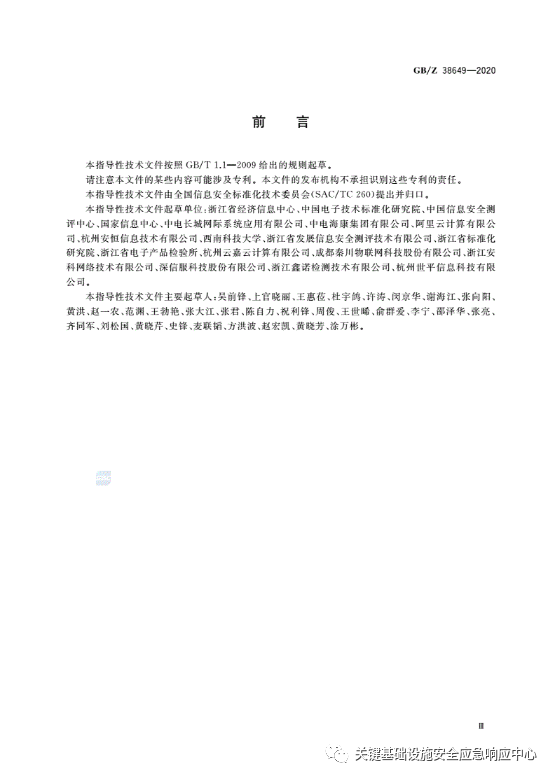 GB/Z 38649—2020
前 言
本指导性技术文件按照 GB/T 1.1—2009 给出的规则起草。
请注意本文件的某些内容可能涉及专利。本文件的发布机构不承担识别这些专利的责任。
本指导性技术文件由全国信息安全标准化技术委员会(SAC/TC 260)提出并归口。
本指导性技术文件起草单位:浙江省经济信息中心、中国电子技术标准化研究院、中国信息安全测
评中心、国家信息中心、中电长城网际系统应用有限公司、中电海康集团有限公司、阿里云计算有限公
司、杭州安恒信息技术有限公司、西南科技大学、浙江省发展信息安全测评技术有限公司、浙江省标准化
研究院、浙江省电子产品检验所、杭州云嘉云计算有限公司、成都秦川物联网科技股份有限公司、浙江安
科网络技术有限公司、深信服科技股份有限公司、浙江鑫诺检测技术有限公司、杭州世平信息科技有限
公司。
本指导性技术文件主要起草人:吴前锋、上官晓丽、王惠莅、杜宇鸽、许涛、闵京华、谢海江、张向阳、
黄洪、赵一农、范渊、王勃艳、张大江、张君、陈自力、祝利锋、周俊、王世晞、俞群爱、李宁、邵泽华、张亮、
齐同军、刘松国、黄晓芹、史锋、麦联韬、方洪波、赵宏凯、黄晓芳、涂万彬。
Ⅲ
关键基础设施安全应急响应中心